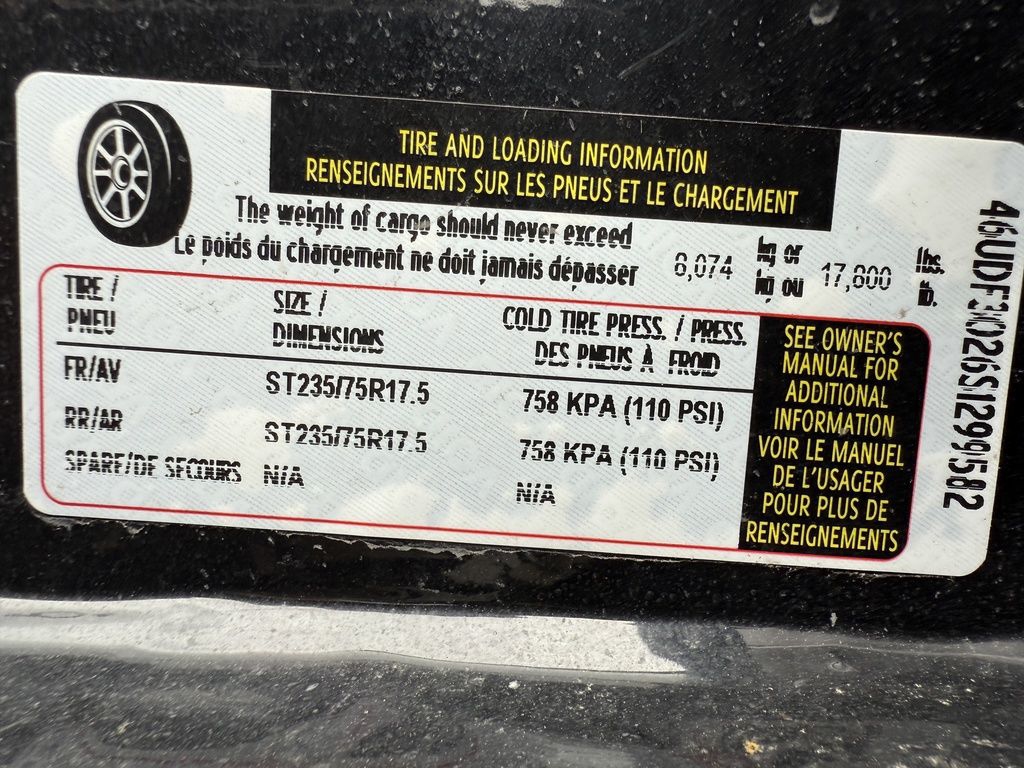 TIRE AND LOADING INFORMATION
RENSEIGNEMENTS SUR LES PNEUS ET LE CHARGEMENT
The weight of cargo should never exceed
Le poids du chargement ne doit jamais dépasser
8,074 kg or kg ou 17,800 lbs. lb.
TIRE / PNEU
SIZE / DIMENSIONS
COLD TIRE PRESS. / PRESS. DES PNEUS À FROID
FR/AV ST235/75R17.5 758 KPA (110 PSI)
RR/AR ST235/75R17.5 758 KPA (110 PSI)
SPARE/DE SECOURS N/A N/A
SEE OWNER'S
MANUAL FOR
ADDITIONAL
INFORMATION
VOIR LE MANUEL
DE L'USAGER
POUR PLUS DE
RENSEIGNEMENTS